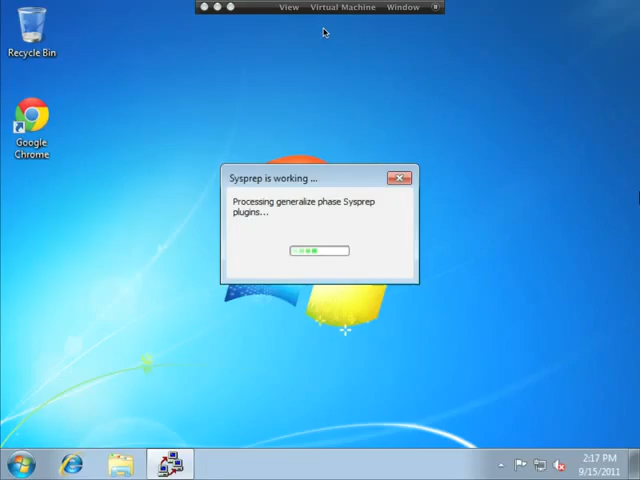 View Virtual Machine Window
Recycle Bin
Google
Chrome
Sysprep is working ...
Processing generalize phase Sysprep
plugins...
2:17 PM
9/15/2011